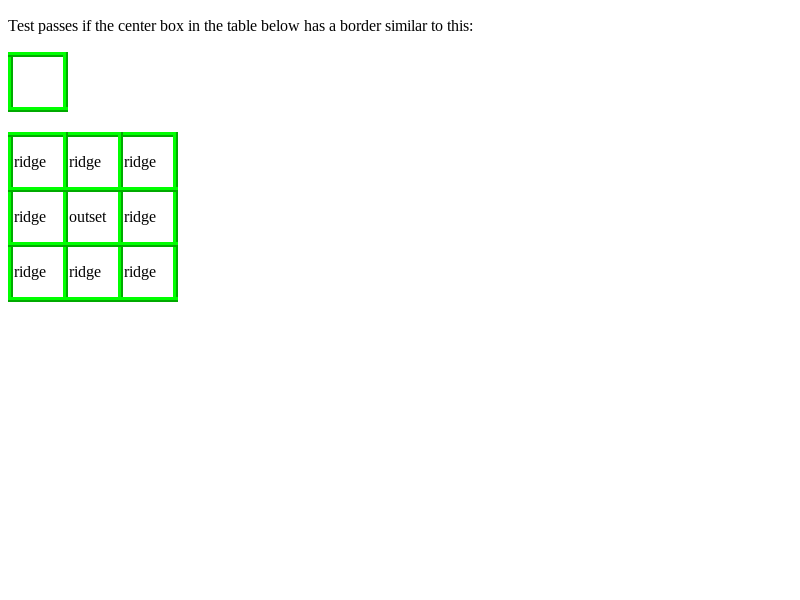 Test passes if the center box in the table below has a border similar to this:
ridge ridge ridge
ridge outset ridge
ridge ridge ridge